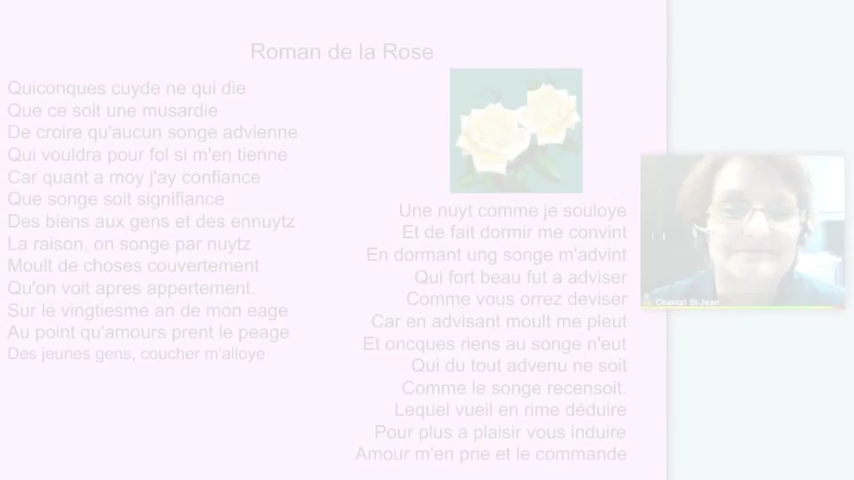 Roman de la Rose
Quiconques cuyde ne qui die
Que ce soit une musardie
De croire qu'aucun songe advienne
Qui vouldra pour fol si m'en tienne
Car quant a moy j'ay confiance
Que songe soit signifiance
Des biens aux gens et des ennuytz
La raison, on songe par nuytz
Moult de choses couvertement
Qu'on voit apres appertement.
Sur le vingtiesme an de mon eage
Au point qu'amours prent le peage
Des jeunes gens, coucher m'alloye
Une nuyt comme je souloye
Et de fait dormir me convint
En dormant ung songe m'advint
Qui fort beau fut a adviser
Comme vous orrez deviser
Car en advisant moult me pleut
Et oncques riens au songe n'eut
Qui du tout advenu ne soit
Comme le songe recensoit.
Lequel vueil en rime déduire
Pour plus a plaisir vous induire
Amour m'en prie et le commande
Chantal St-Jean